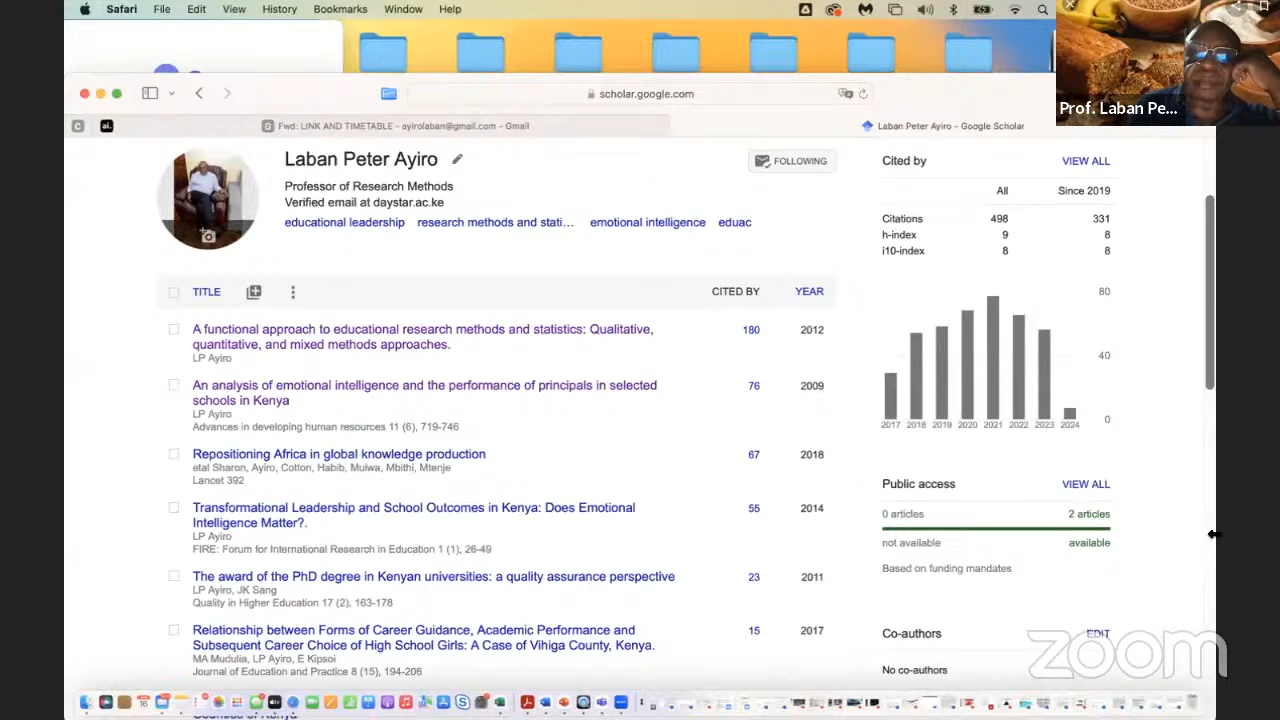 Safari File Edit View History Bookmarks Window Help
scholar.google.com
Prof. Laban Pe...
C
ai.
Fwd: LINK AND TIMETABLE - ayirolaban@gmail.com - Gmail
Laban Peter Ayiro - Google Scholar
Laban Peter Ayiro
FOLLOWING
Professor of Research Methods
Verified email at daystar.ac.ke
educational leadership research methods and stati... emotional intelligence eduac
TITLE
CITED BY YEAR
A functional approach to educational research methods and statistics: Qualitative, 180 2012
quantitative, and mixed methods approaches.
LP Ayiro
An analysis of emotional intelligence and the performance of principals in selected 76 2009
schools in Kenya
LP Ayiro
Advances in developing human resources 11 (6), 719-746
Repositioning Africa in global knowledge production 67 2018
etal Sharon, Ayiro, Cotton, Habib, Mulwa, Mbithi, Mtenje
Lancet 392
Transformational Leadership and School Outcomes in Kenya: Does Emotional 55 2014
Intelligence Matter?.
LP Ayiro
FIRE: Forum for International Research in Education 1 (1), 26-49
The award of the PhD degree in Kenyan universities: a quality assurance perspective 23 2011
LP Ayiro, JK Sang
Quality in Higher Education 17 (2), 163-178
Relationship between Forms of Career Guidance, Academic Performance and 15 2017
Subsequent Career Choice of High School Girls: A Case of Vihiga County, Kenya.
MA Mudulia, LP Ayiro, E Kipsoi
Journal of Education and Practice 8 (15), 194-206
Counties of Kenya
Cited by VIEW ALL
All Since 2019
Citations 498 331
h-index 9 8
i10-index 8 8
80
40
0
2017 2018 2019 2020 2021 2022 2023 2024
Public access VIEW ALL
0 articles 2 articles
not available available
Based on funding mandates
Co-authors EDIT
No co-authors
zoom